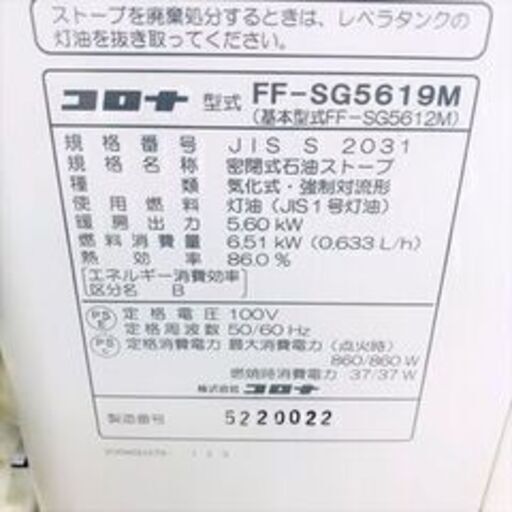 ストーブを廃棄処分するときは、レベラタンクの
灯油を抜き取ってください。
コロナ 型式 FF-SG5619M
(基本型式FF-SG5612M)
規格番号 JIS S 2031
規格名称 密閉式石油ストーブ
種類 気化式・強制対流形
使用燃料 灯油(JIS1号灯油)
暖房出力 5.60 kW
燃料消費量 6.51 kW (0.633 L/h)
熱効率 86.0 %
[エネルギー消費効率]
区分名 B
定格電圧 100V
定格周波数 50/60 Hz
定格消費電力 最大消費電力(点火時)
860/860 W
燃焼時消費電力 37/37 W
株式会社 コロナ
製造番号 5220022